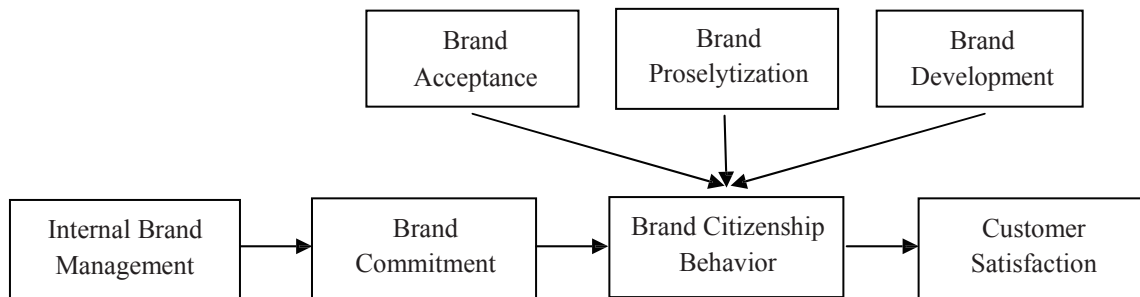 Brand
Acceptance
Brand
Proselytization
Brand
Development
Internal Brand
Management
Brand
Commitment
Brand Citizenship
Behavior
Customer
Satisfaction